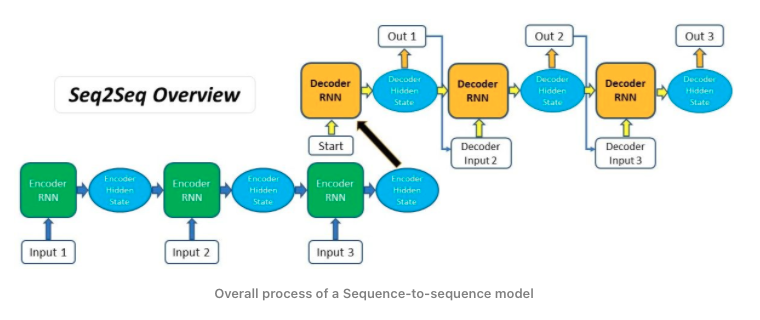 Seq2Seq Overview
Out 1
Out 2
Out 3
Decoder
RNN
Decoder
Hidden
State
Decoder
RNN
Decoder
Hidden
State
Decoder
RNN
Decoder
Hidden
State
Start
Decoder
Input 2
Decoder
Input 3
Encoder
RNN
Encoder
Hidden
State
Encoder
RNN
Encoder
Hidden
State
Encoder
RNN
Encoder
Hidden
State
Input 1
Input 2
Input 3
Overall process of a Sequence-to-sequence model